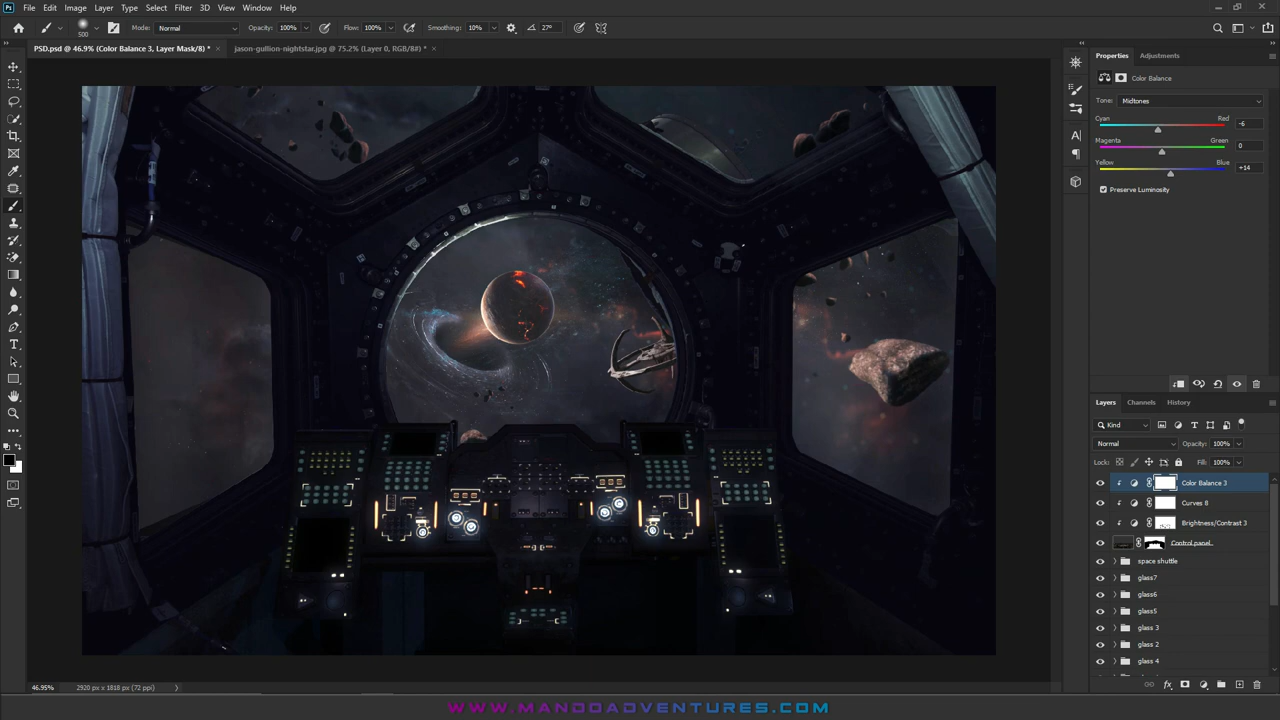 File Edit Image Layer Type Select Filter 3D View Window Help
500 Mode: Normal Opacity: 100% Flow: 100% Smoothing: 10% 27°
PSD.psd @ 46.9% (Color Balance 3, Layer Mask/8) * × jason-gullion-nightstar.jpg @ 75.2% (Layer 0, RGB/8#) * ×
Properties Adjustments
Color Balance
Tone: Midtones
Cyan Red -6
Magenta Green 0
Yellow Blue +14
Preserve Luminosity
Layers Channels History
Kind
Normal Opacity: 100%
Lock: Fill: 100%
Color Balance 3
Curves 8
Brightness/Contrast 3
Control panel
space shuttle
glass7
glass6
glass5
glass 3
glass 2
glass 4
46.95% 2920 px x 1818 px (72 ppi)
WWW.MANDOADVENTURES.COM